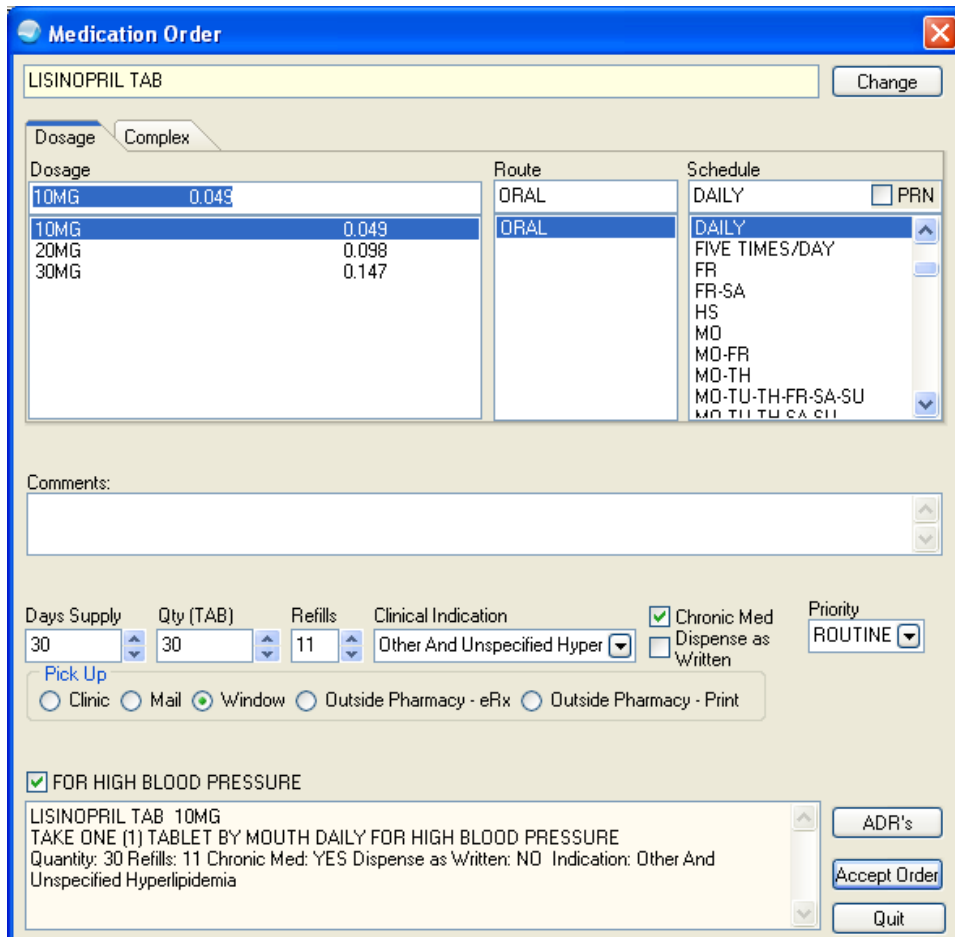 Medication Order
LISINOPRIL TAB
Change
Dosage
Complex
Dosage
Route
Schedule
10MG 0.049
ORAL
DAILY
PRN
10MG 0.049
20MG 0.098
30MG 0.147
ORAL
DAILY
FIVE TIMES/DAY
FR
FR-SA
HS
MO
MO-FR
MO-TH
MO-TU-TH-FR-SA-SU
MO-TU-TH-SA-SU
Comments:
Days Supply
Qty (TAB)
Refills
Clinical Indication
Chronic Med
Priority
30
30
11
Other And Unspecified Hyper
Dispense as
Written
ROUTINE
Pick Up
Clinic
Mail
Window
Outside Pharmacy - eRx
Outside Pharmacy - Print
FOR HIGH BLOOD PRESSURE
LISINOPRIL TAB 10MG
TAKE ONE (1) TABLET BY MOUTH DAILY FOR HIGH BLOOD PRESSURE
Quantity: 30 Refills: 11 Chronic Med: YES Dispense as Written: NO Indication: Other And
Unspecified Hyperlipidemia
ADR's
Accept Order
Quit